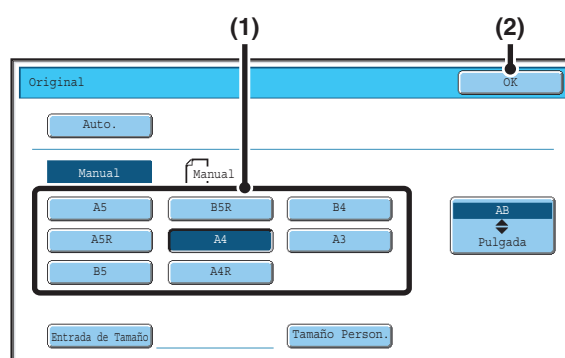 (1) (2)
Original OK
Auto.
Manual Manual
A5 B5R B4
A5R A4 A3
B5 A4R
AB
Pulgada
Entrada de Tamaño Tamaño Person.